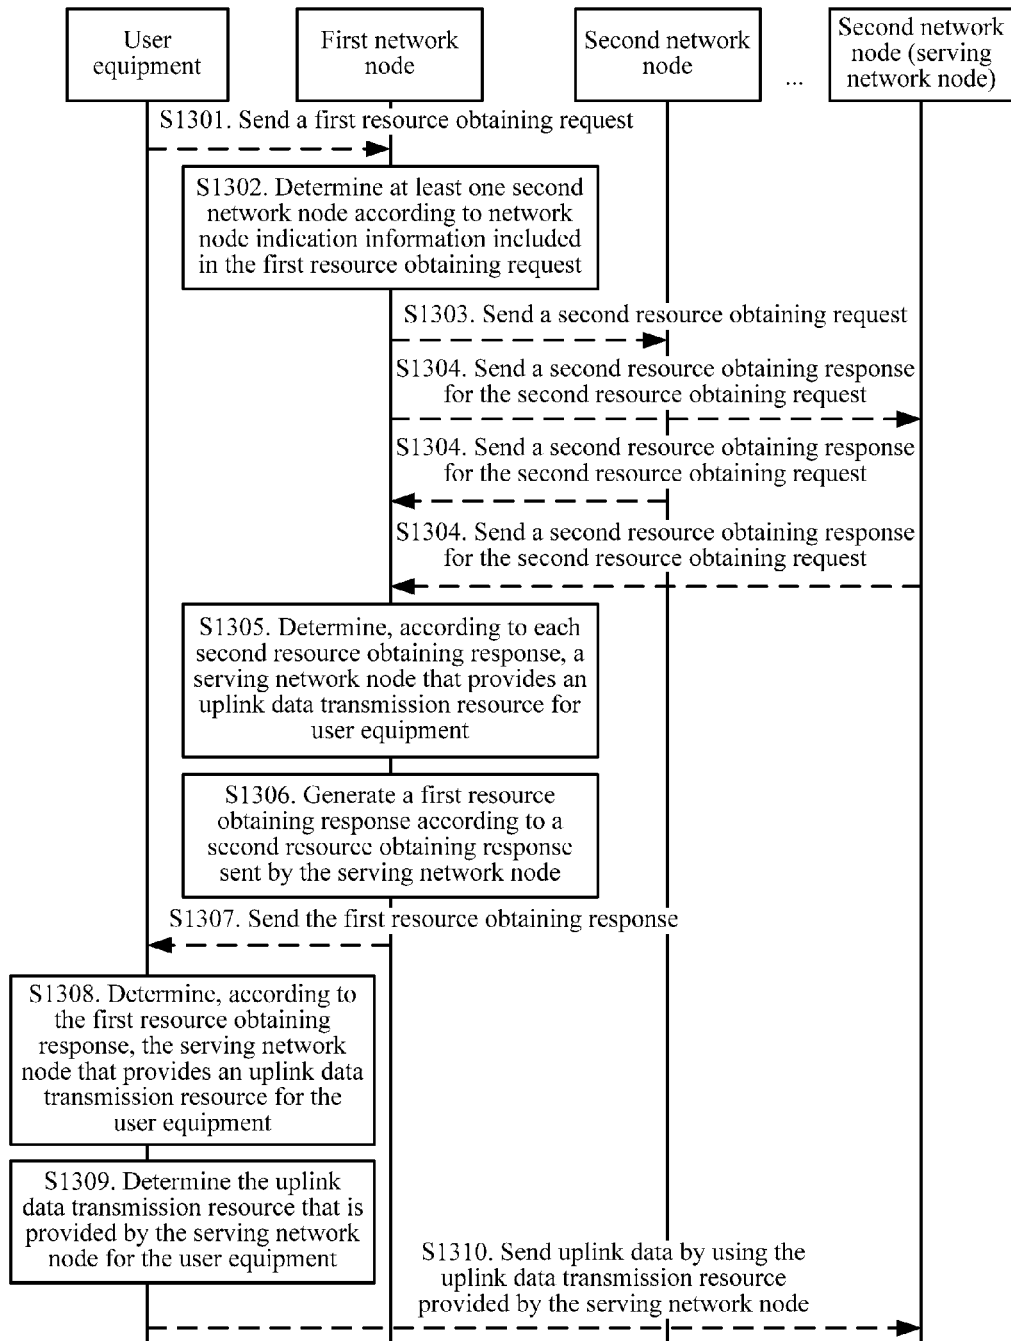 User
equipment
First network
node
Second network
node
...
Second network
node (serving
network node)
S1301. Send a first resource obtaining request
S1302. Determine at least one second
network node according to network
node indication information included
in the first resource obtaining request
S1303. Send a second resource obtaining request
S1304. Send a second resource obtaining response
for the second resource obtaining request
S1304. Send a second resource obtaining response
for the second resource obtaining request
S1304. Send a second resource obtaining response
for the second resource obtaining request
S1305. Determine, according to each
second resource obtaining response, a
serving network node that provides an
uplink data transmission resource for
user equipment
S1306. Generate a first resource
obtaining response according to a
second resource obtaining response
sent by the serving network node
S1307. Send the first resource obtaining response
S1308. Determine, according to
the first resource obtaining
response, the serving network
node that provides an uplink data
transmission resource for the
user equipment
S1309. Determine the uplink
data transmission resource that is
provided by the serving network
node for the user equipment
S1310. Send uplink data by using the
uplink data transmission resource
provided by the serving network node